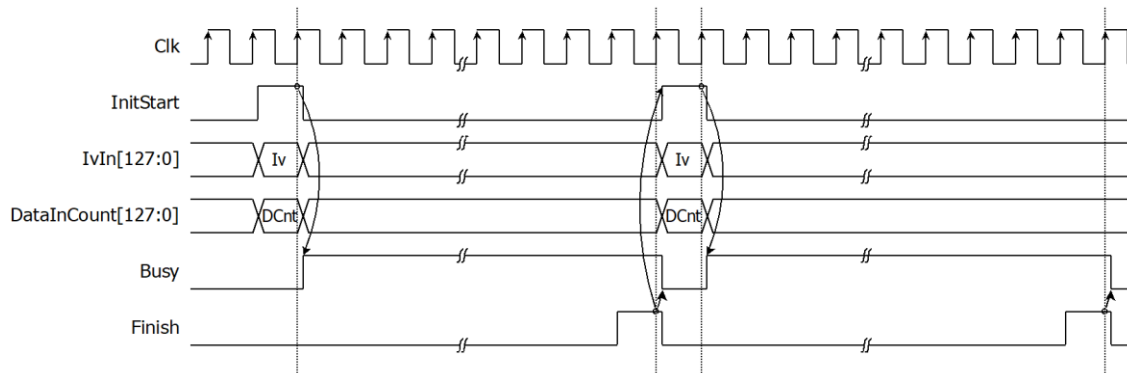 Clk
InitStart
IvIn[127:0]
Iv
Iv
DataInCount[127:0]
DCnt
DCnt
Busy
Finish